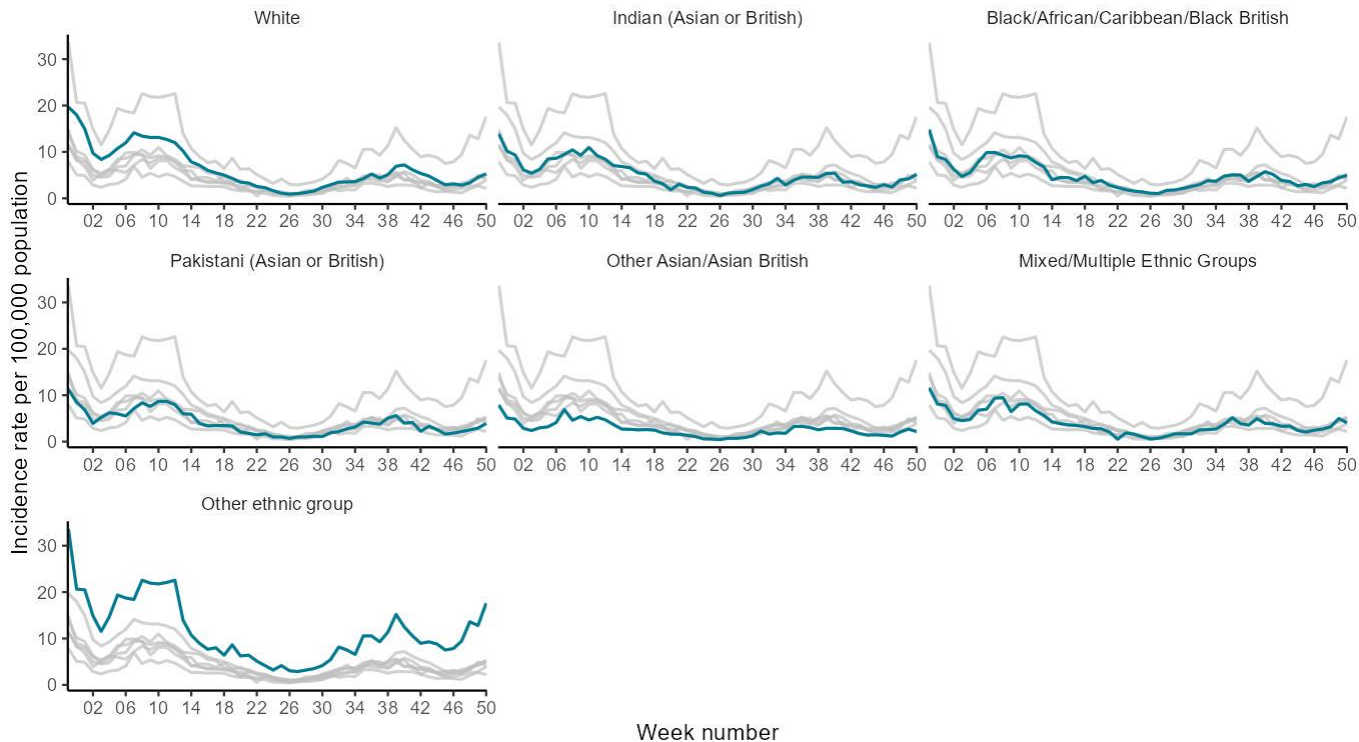 White
Indian (Asian or British)
Black/African/Caribbean/Black British
30
20
10
0
02 06 10 14 18 22 26 30 34 38 42 46 50
02 06 10 14 18 22 26 30 34 38 42 46 50
02 06 10 14 18 22 26 30 34 38 42 46 50
Pakistani (Asian or British)
Other Asian/Asian British
Mixed/Multiple Ethnic Groups
30
20
10
0
02 06 10 14 18 22 26 30 34 38 42 46 50
02 06 10 14 18 22 26 30 34 38 42 46 50
02 06 10 14 18 22 26 30 34 38 42 46 50
Other ethnic group
30
20
10
0
02 06 10 14 18 22 26 30 34 38 42 46 50
Incidence rate per 100,000 population
Week number